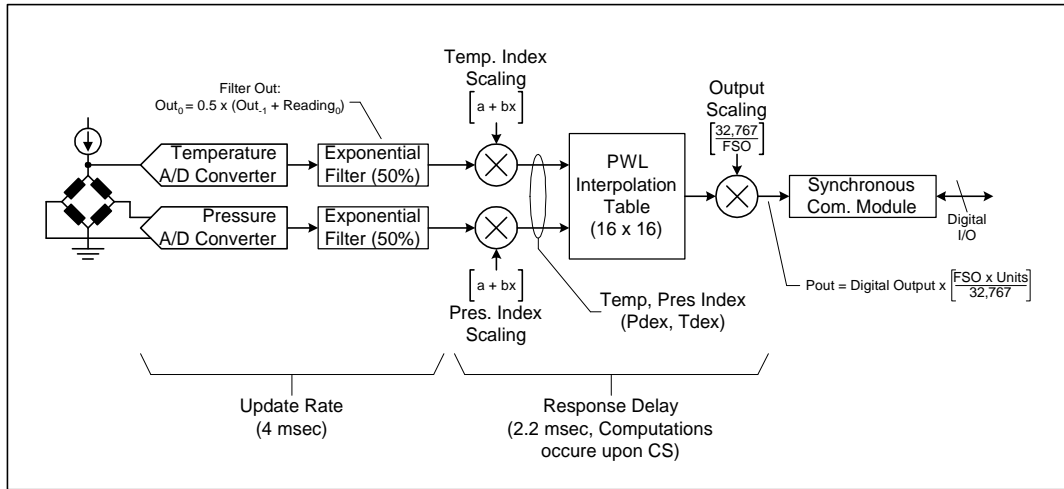 Temp. Index
Scaling
[a + bx]
Filter Out:
Out₀ = 0.5 x (Out₋₁ + Reading₀)
Output
Scaling
[32,767
FSO]
Temperature
A/D Converter
Exponential
Filter (50%)
PWL
Interpolation
Table
(16 x 16)
Synchronous
Com. Module
Digital
I/O
Pressure
A/D Converter
Exponential
Filter (50%)
[a + bx]
Pres. Index
Scaling
Temp, Pres Index
(Pdex, Tdex)
Pout = Digital Output x [FSO x Units
32,767]
Update Rate
(4 msec)
Response Delay
(2.2 msec, Computations
occure upon CS)